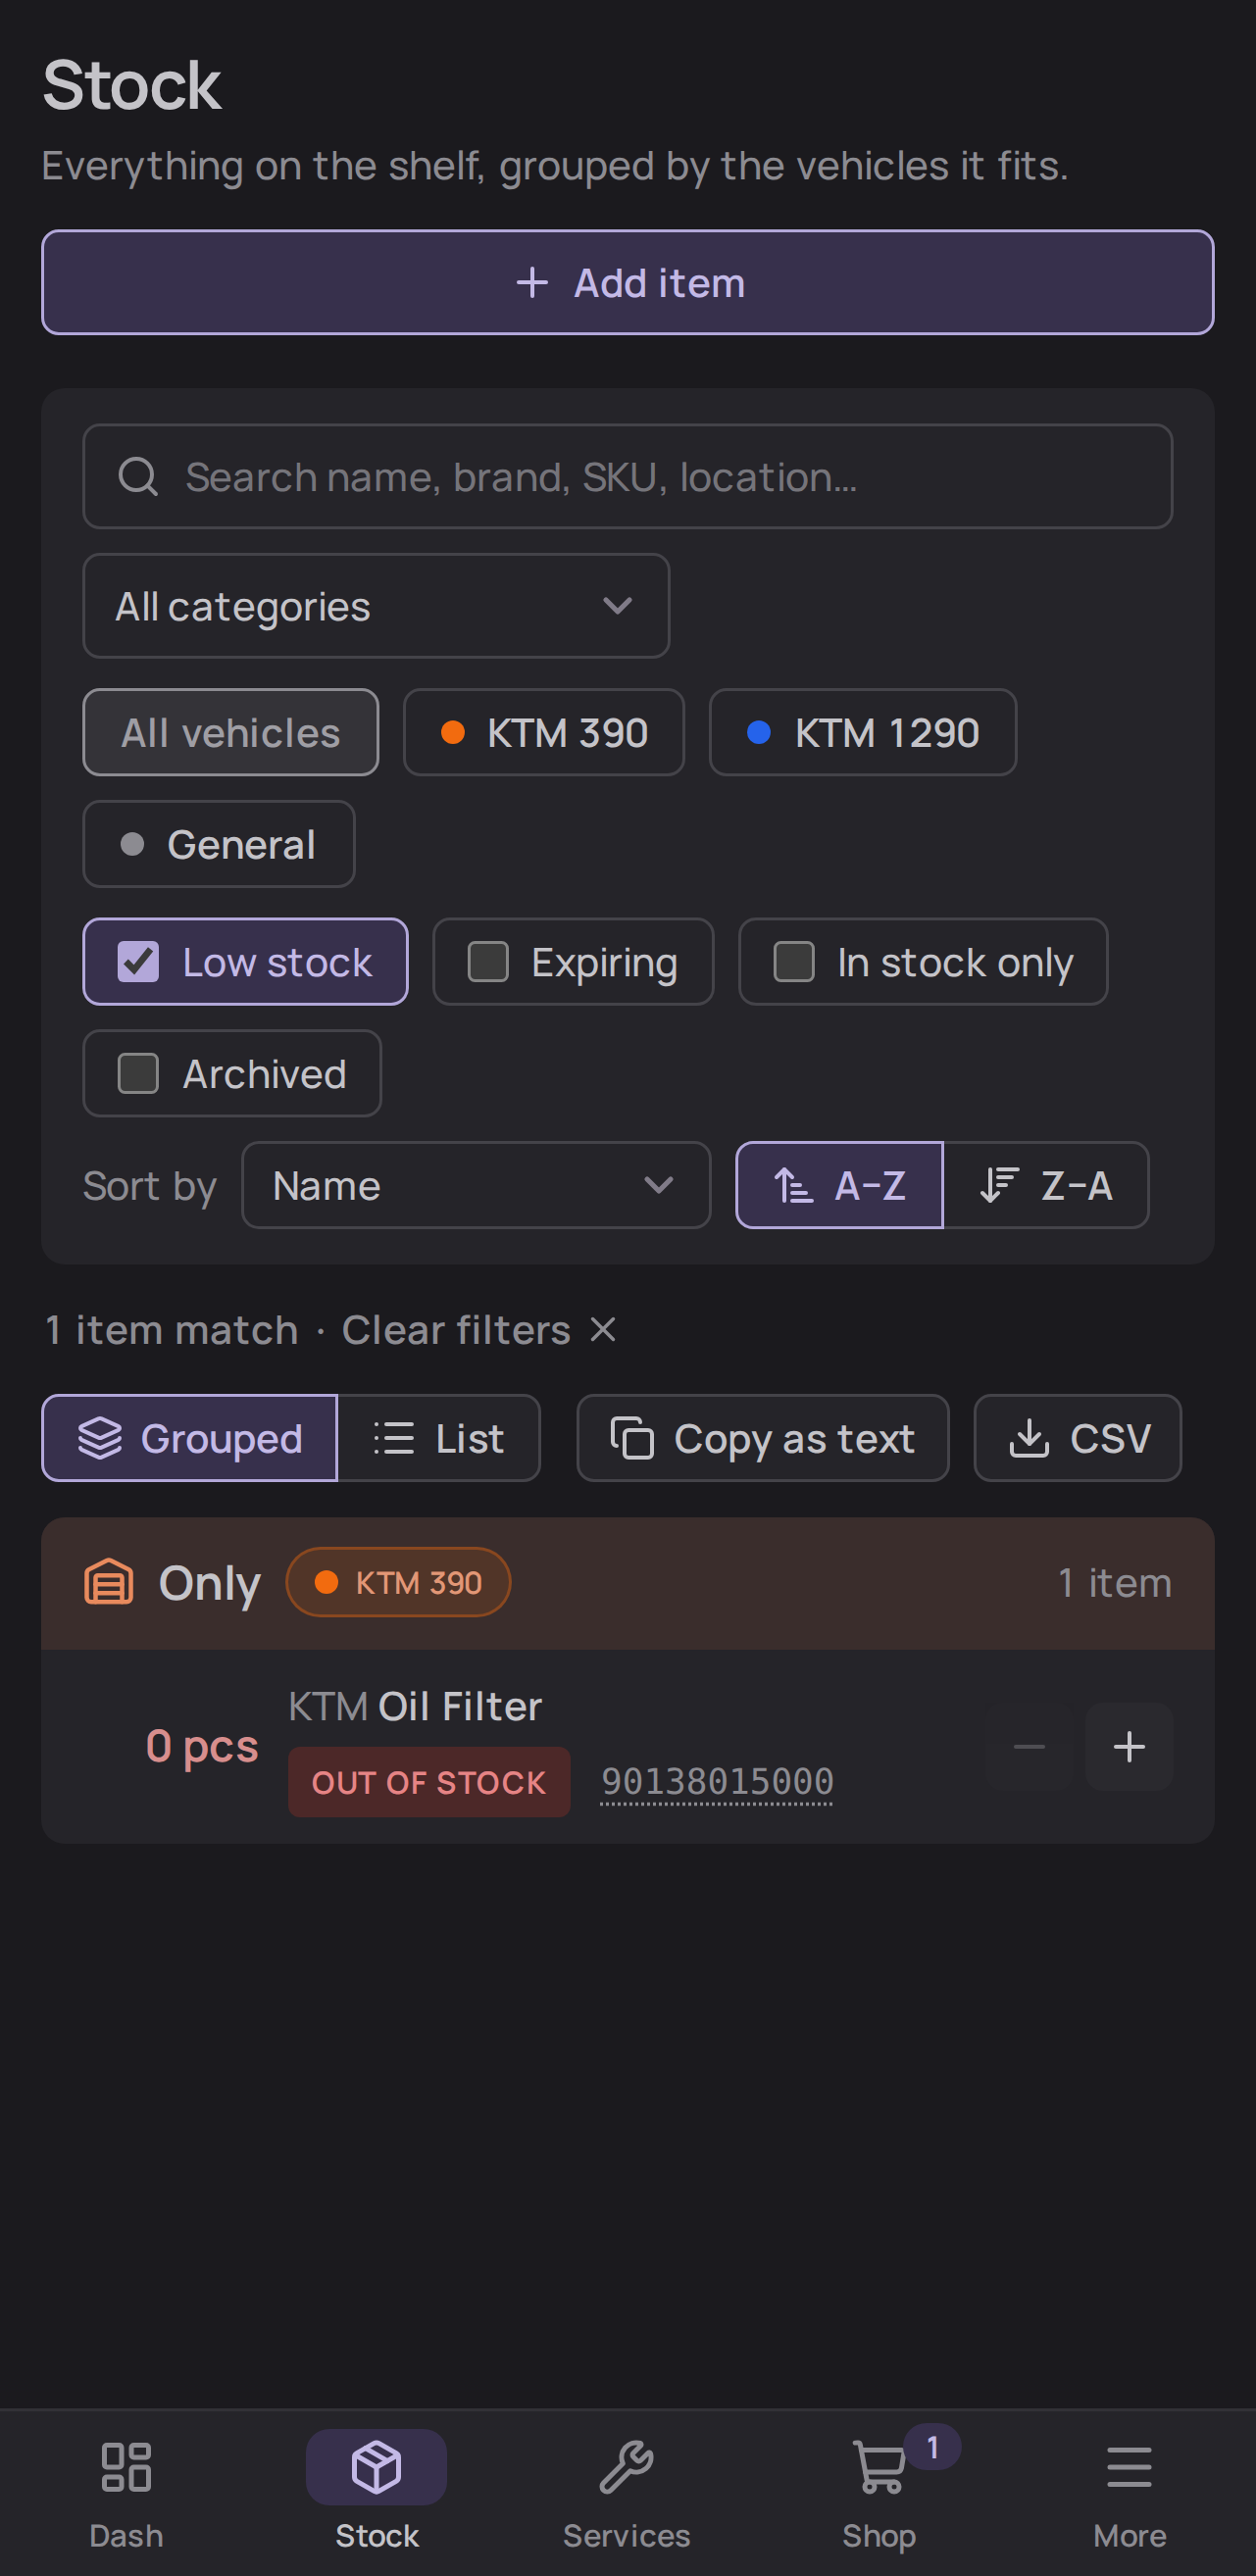 Stock
Everything on the shelf, grouped by the vehicles it fits.
Add item
Search name, brand, SKU, location…
All categories
All vehicles KTM 390 KTM 1290
General
Low stock Expiring In stock only
Archived
Sort by Name A–Z Z–A
1 item match · Clear filters
Grouped List Copy as text CSV
Only KTM 390 1 item
KTM Oil Filter
0 pcs
OUT OF STOCK 90138015000
1
Dash Stock Services Shop More